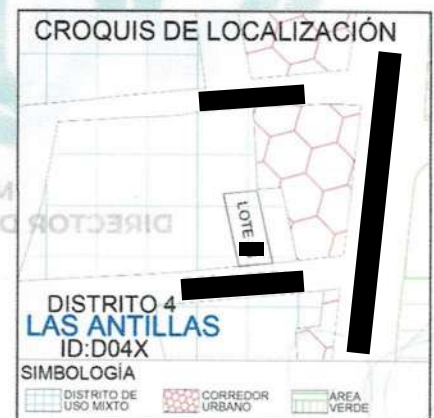 CROQUIS DE LOCALIZACIÓN
LOTE
DIRECTOR D
DISTRITO 4
LAS ANTILLAS
ID:D04X
SIMBOLOGÍA
DISTRITO DE USO MIXTO
CORREDOR URBANO
AREA VERDE